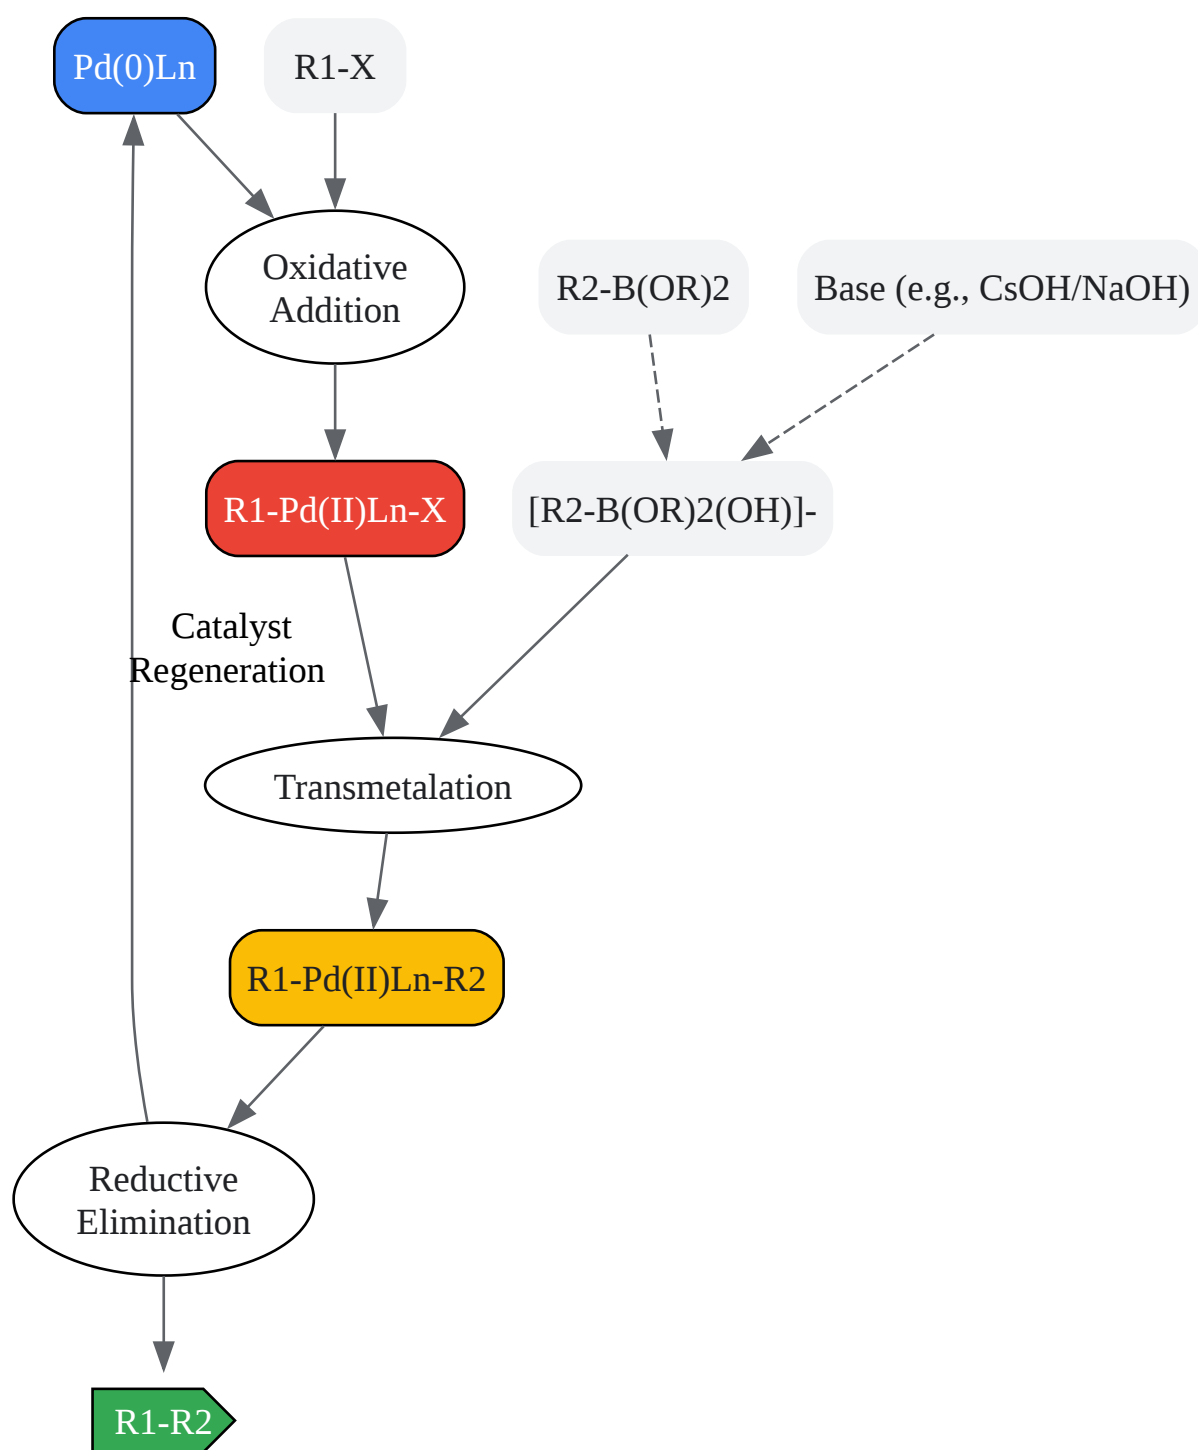 Pd(0)Ln
R1-X
Oxidative
Addition
R2-B(OR)2
Base (e.g., CsOH/NaOH)
R1-Pd(II)Ln-X
[R2-B(OR)2(OH)]-
Catalyst
Regeneration
Transmetalation
R1-Pd(II)Ln-R2
Reductive
Elimination
R1-R2